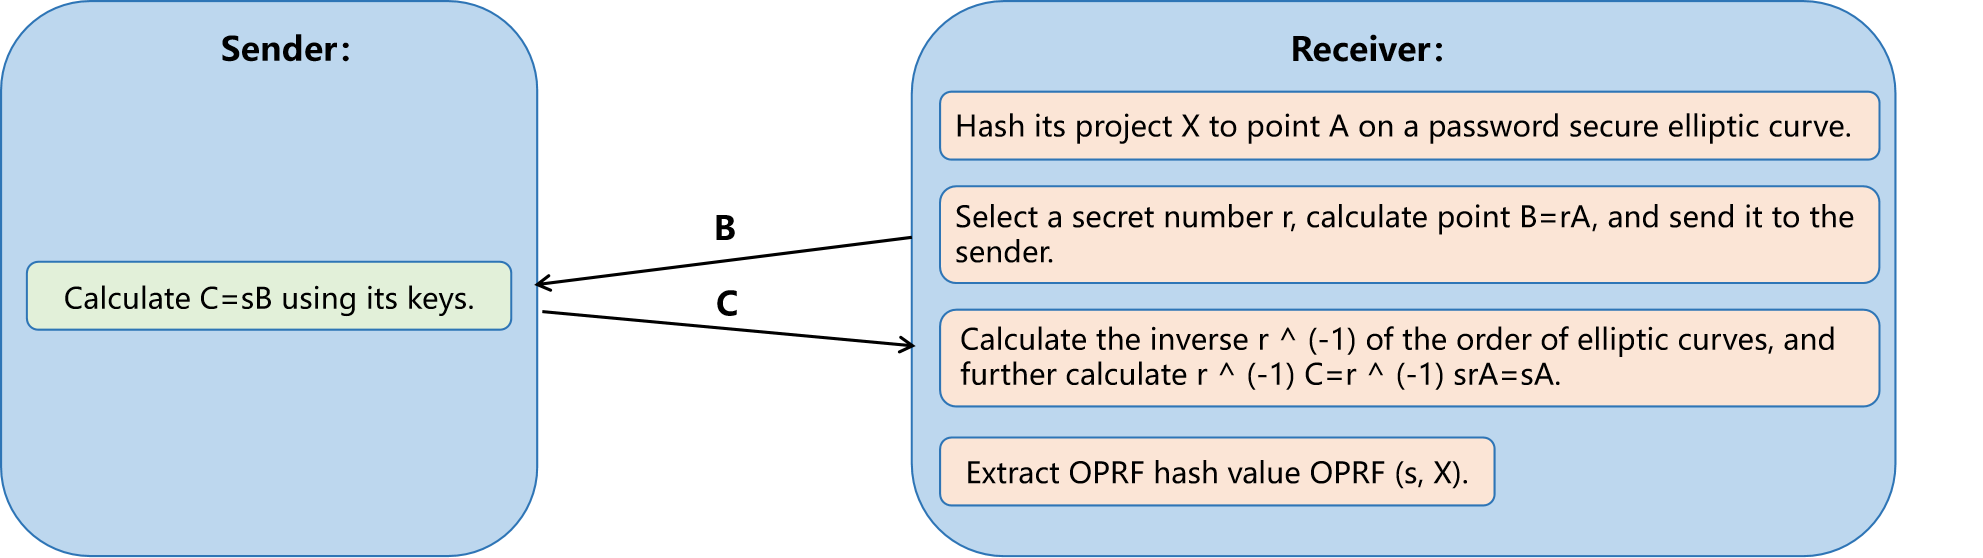 Sender:
Calculate C=sB using its keys.
B
C
Receiver:
Hash its project X to point A on a password secure elliptic curve.
Select a secret number r, calculate point B=rA, and send it to the
sender.
Calculate the inverse r ^ (-1) of the order of elliptic curves, and
further calculate r ^ (-1) C=r ^ (-1) srA=sA.
Extract OPRF hash value OPRF (s, X).